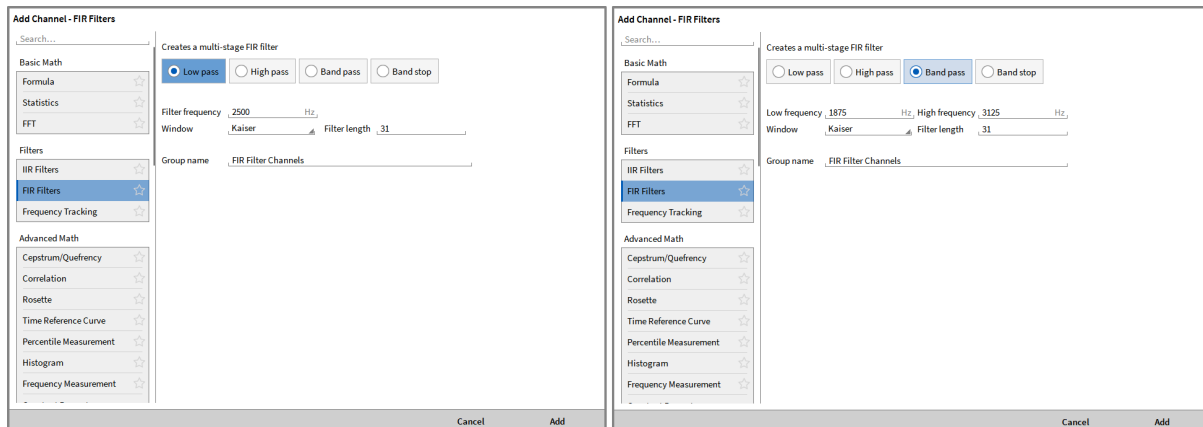 Add Channel - FIR Filters
Search...
Basic Math
Formula
Statistics
FFT
Filters
IIR Filters
FIR Filters
Frequency Tracking
Advanced Math
Cepstrum/Quefrency
Correlation
Rosette
Time Reference Curve
Percentile Measurement
Histogram
Frequency Measurement
Creates a multi-stage FIR filter
Low pass High pass Band pass Band stop
Filter frequency 2500 Hz
Window Kaiser Filter length 31
Group name FIR Filter Channels
Cancel Add
Add Channel - FIR Filters
Search...
Basic Math
Formula
Statistics
FFT
Filters
IIR Filters
FIR Filters
Frequency Tracking
Advanced Math
Cepstrum/Quefrency
Correlation
Rosette
Time Reference Curve
Percentile Measurement
Histogram
Frequency Measurement
Creates a multi-stage FIR filter
Low pass High pass Band pass Band stop
Low frequency 1875 Hz High frequency 3125
Window Kaiser Filter length 31
Group name FIR Filter Channels
Cancel Add